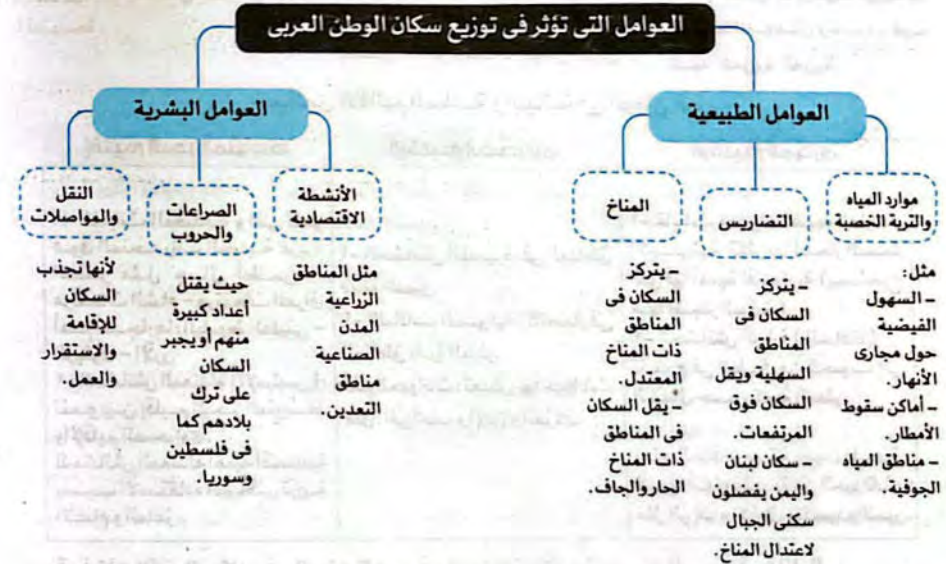 العوامل التى تؤثر فى توزيع سكان الوطن العربى
العوامل الطبيعية
موارد المياه
والتربة الخصبة
مثل:
– السهول
الفيضية
حول مجارى
الأنهار.
– أماكن سقوط
الأمطار.
– مناطق المياه
الجوفية.
التضاريس
– يتركز
السكان فى
المناطق
السهلية ويقل
السكان فوق
المرتفعات.
– سكان لبنان
واليمن يفضلون
سكنى الجبال
لاعتدال المناخ.
المناخ
– يتركز
السكان فى
المناطق
ذات المناخ
المعتدل.
– يقل السكان
فى المناطق
ذات المناخ
الحار والجاف.
العوامل البشرية
الأنشطة
الاقتصادية
مثل المناطق
الزراعية
المدن
الصناعية
مناطق
التعدين.
الصراعات
والحروب
حيث يقتل
أعداد كبيرة
منهم أو يجبر
السكان
على ترك
بلادهم كما
فى فلسطين
وسوريا.
النقل
والمواصلات
لأنها تجذب
السكان
للإقامة
والاستقرار
والعمل.